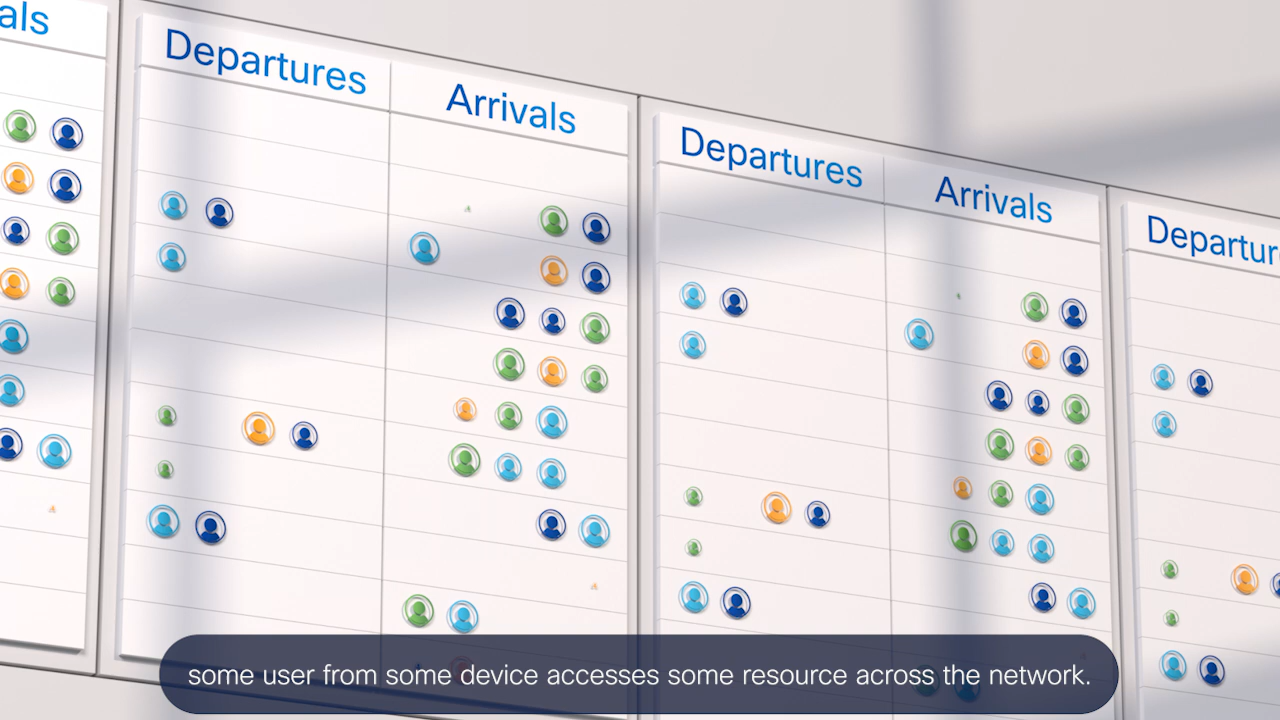 als
Departures
Arrivals
Departures
Arrivals
Departur
some user from some device accesses some resource across the network.